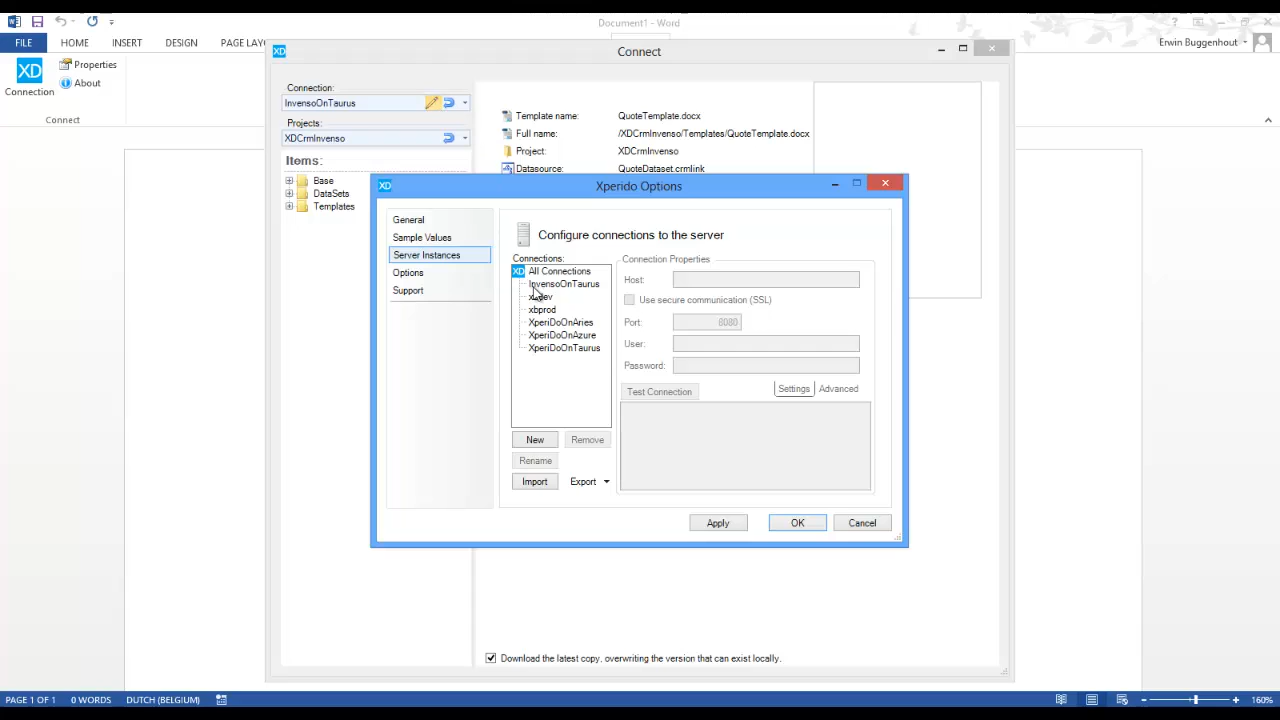 Document1 - Word
FILE HOME INSERT DESIGN PAGE LAY
Erwin Buggenhout
XD Connect
XD
Connection
Properties
About
Connect
Connection:
InvensoOnTaurus
Projects:
XDCrmInvenso
Items:
Base
DataSets
Templates
Template name: QuoteTemplate.docx
Full name: /XDCrmInvenso/Templates/QuoteTemplate.docx
Project: XDCrmInvenso
Datasource: QuoteDataset.crmlink
XD Xperido Options
General
Sample Values
Server Instances
Options
Support
Configure connections to the server
Connections:
XD All Connections
InvensoOnTaurus
xbprod
XperiDoOnAries
XperiDoOnAzure
XperiDoOnTaurus
New Remove
Rename
Import Export
Connection Properties
Host:
Use secure communication (SSL)
Port: 8080
User:
Password:
Test Connection Settings Advanced
Apply OK Cancel
Download the latest copy, overwriting the version that can exist locally.
PAGE 1 OF 1 0 WORDS DUTCH (BELGIUM) 160%